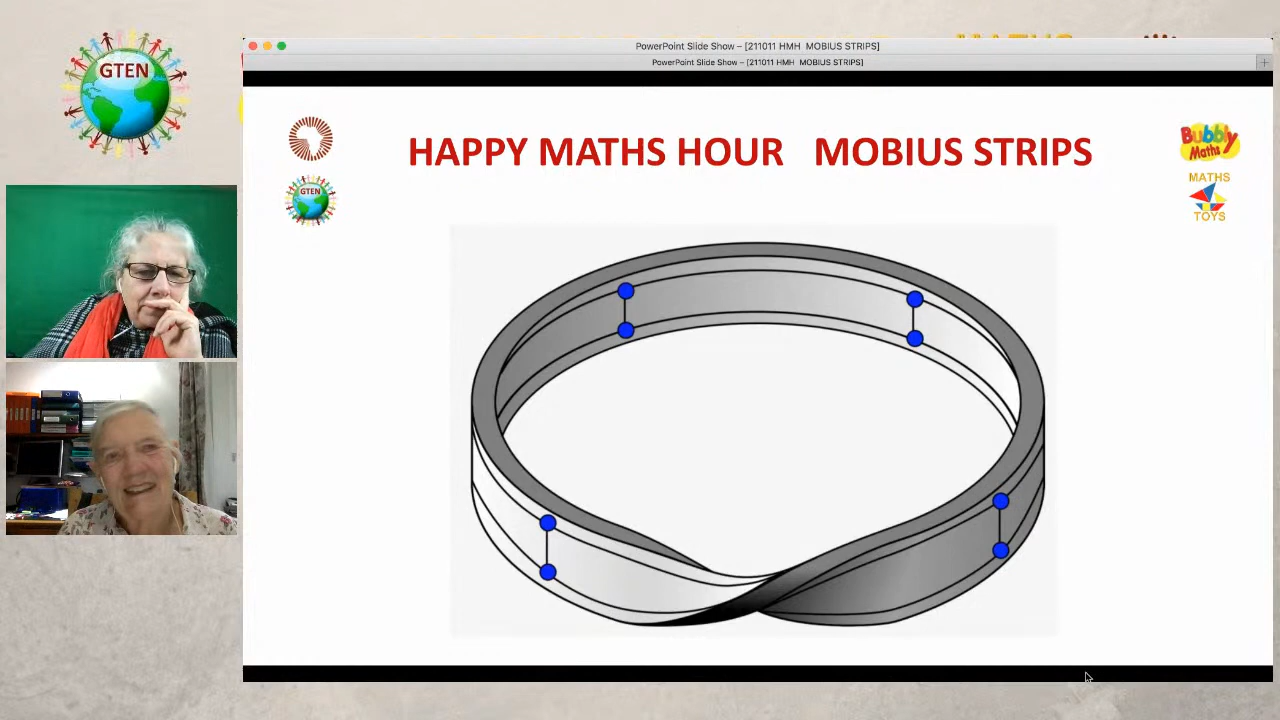 GTEN
PowerPoint Slide Show – [211011 HMH  MOBIUS STRIPS]
PowerPoint Slide Show – [211011 HMH  MOBIUS STRIPS]
HAPPY MATHS HOUR   MOBIUS STRIPS
GTEN
Bubbly
Maths
MATHS
TOYS